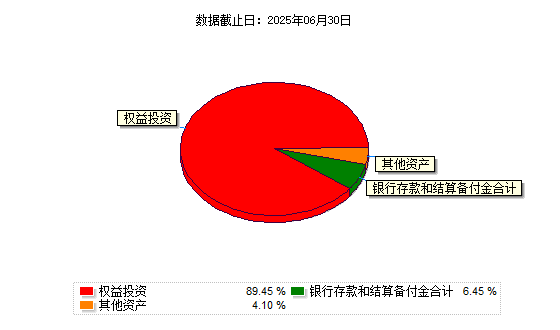 数据截止日：2025年06月30日
权益投资
其他资产
银行存款和结算备付金合计
权益投资 89.45 % 银行存款和结算备付金合计 6.45 %
其他资产 4.10 %